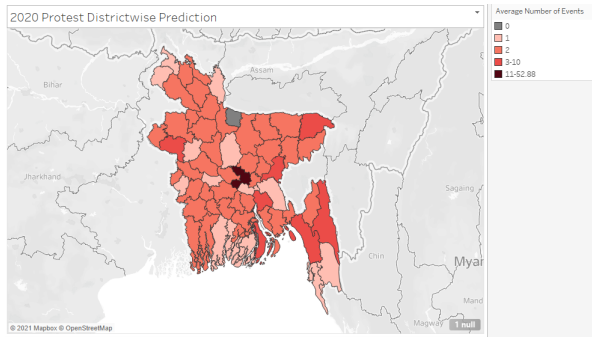 2020 Protest Districtwise Prediction
Average Number of Events
0
1
2
3-10
11-52.88
Assam
Bihar
Jharkhand
Sagaing
Chin
Myar
Mand
Magway
1 null
© 2021 Mapbox © OpenStreetMap